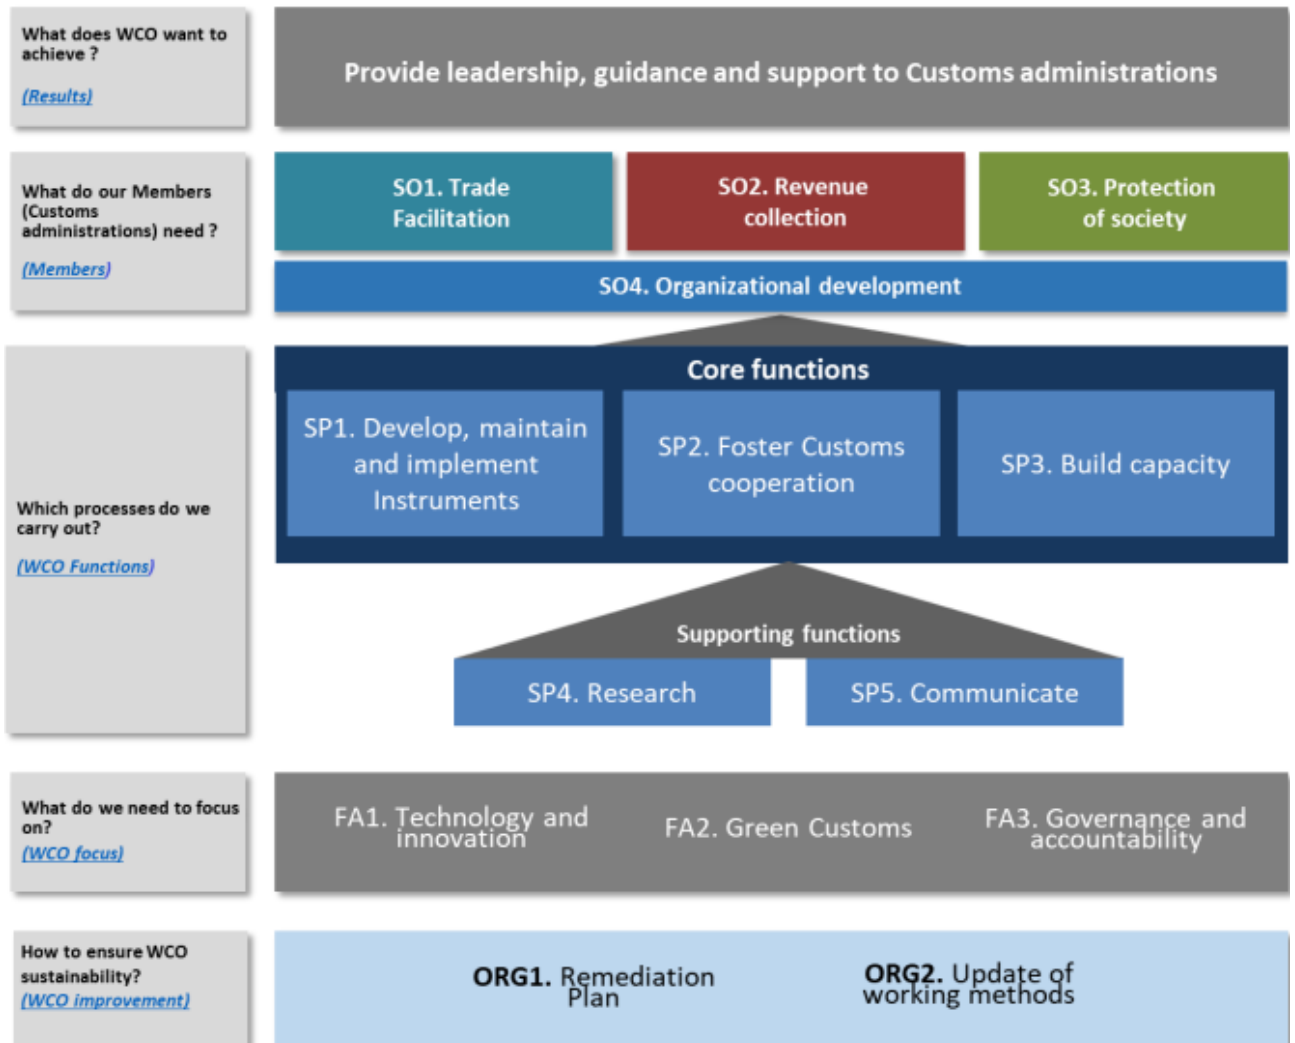 What does WCO want to
achieve ?
(Results)
Provide leadership, guidance and support to Customs administrations
What do our Members
(Customs
administrations) need ?
(Members)
SO1. Trade
Facilitation
SO2. Revenue
collection
SO3. Protection
of society
SO4. Organizational development
Which processes do we
carry out?
(WCO Functions)
Core functions
SP1. Develop, maintain
and implement
Instruments
SP2. Foster Customs
cooperation
SP3. Build capacity
Supporting functions
SP4. Research
SP5. Communicate
What do we need to focus
on?
(WCO focus)
FA1. Technology and
innovation
FA2. Green Customs
FA3. Governance and
accountability
How to ensure WCO
sustainability?
(WCO improvement)
ORG1. Remediation
Plan
ORG2. Update of
working methods